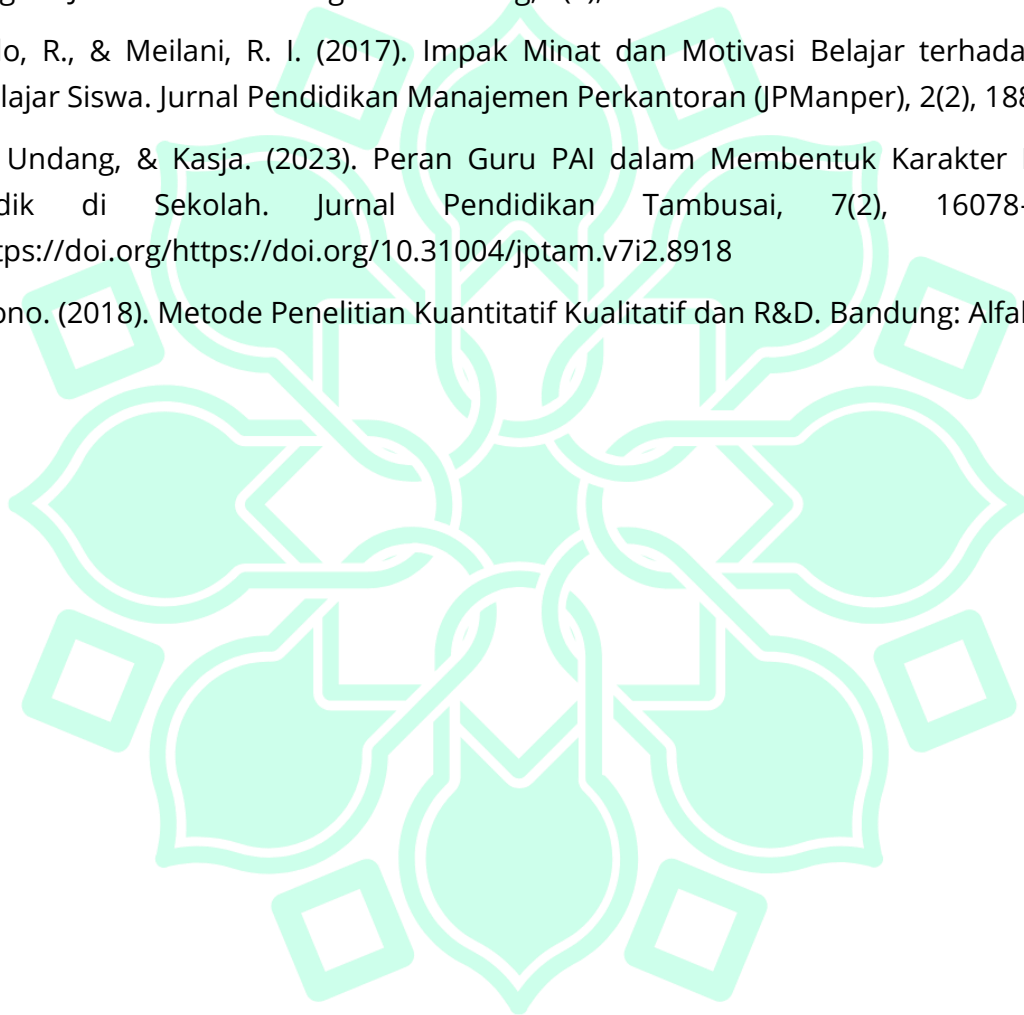 lo, R., & Meilani, R. I. (2017). Impak Minat dan Motivasi Belajar terhada
lajar Siswa. Jurnal Pendidikan Manajemen Perkantoran (JPManper), 2(2), 188
Undang, & Kasja. (2023). Peran Guru PAI dalam Membentuk Karakter
dik di Sekolah. Jurnal Pendidikan Tambusai, 7(2), 16078-
tps://doi.org/https://doi.org/10.31004/jptam.v7i2.8918
ono. (2018). Metode Penelitian Kuantitatif Kualitatif dan R&D. Bandung: Alfa